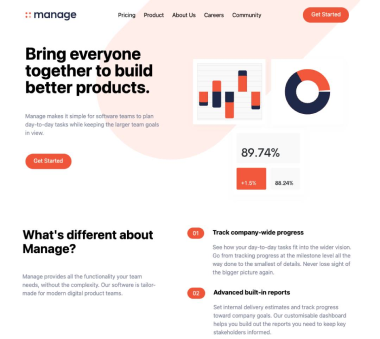 manage
Pricing Product About Us Careers Community
Get Started
Bring everyone
together to build
better products.
Manage makes it simple for software teams to plan
day-to-day tasks while keeping the larger team goals
in view.
Get Started
89.74%
+1.5%
88.24%
What's different about
Manage?
Manage provides all the functionality your team
needs, without the complexity. Our software is tailor-
made for modern digital product teams.
01 Track company-wide progress
See how your day-to-day tasks fit into the wider vision.
Go from tracking progress at the milestone level all the
way done to the smallest of details. Never lose sight of
the bigger picture again.
02 Advanced built-in reports
Set internal delivery estimates and track progress
toward company goals. Our customisable dashboard
helps you build out the reports you need to keep key
stakeholders informed.